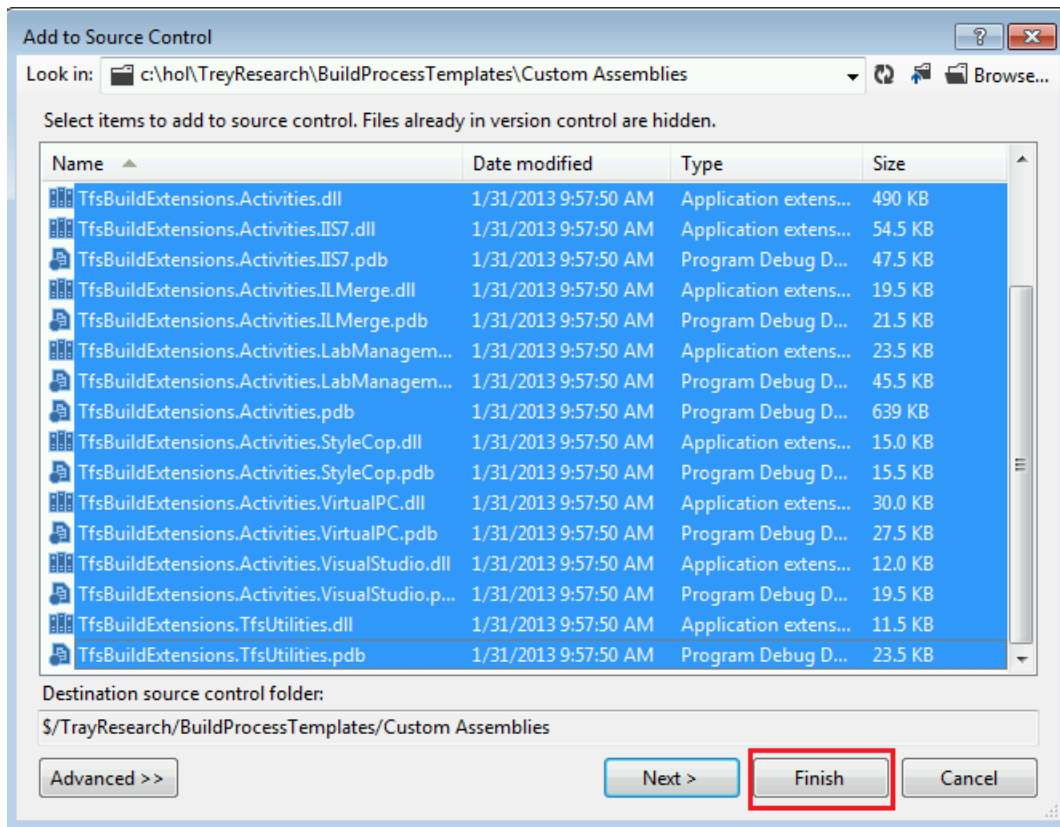 Add to Source Control
Look in: c:\hol\TreyResearch\BuildProcessTemplates\Custom Assemblies Browse...
Select items to add to source control. Files already in version control are hidden.
Name Date modified Type Size
TfsBuildExtensions.Activities.dll 1/31/2013 9:57:50 AM Application extens... 490 KB
TfsBuildExtensions.Activities.IIS7.dll 1/31/2013 9:57:50 AM Application extens... 54.5 KB
TfsBuildExtensions.Activities.IIS7.pdb 1/31/2013 9:57:50 AM Program Debug D... 47.5 KB
TfsBuildExtensions.Activities.ILMerge.dll 1/31/2013 9:57:50 AM Application extens... 19.5 KB
TfsBuildExtensions.Activities.ILMerge.pdb 1/31/2013 9:57:50 AM Program Debug D... 21.5 KB
TfsBuildExtensions.Activities.LabManagem... 1/31/2013 9:57:50 AM Application extens... 23.5 KB
TfsBuildExtensions.Activities.LabManagem... 1/31/2013 9:57:50 AM Program Debug D... 45.5 KB
TfsBuildExtensions.Activities.pdb 1/31/2013 9:57:50 AM Program Debug D... 639 KB
TfsBuildExtensions.Activities.StyleCop.dll 1/31/2013 9:57:50 AM Application extens... 15.0 KB
TfsBuildExtensions.Activities.StyleCop.pdb 1/31/2013 9:57:50 AM Program Debug D... 15.5 KB
TfsBuildExtensions.Activities.VirtualPC.dll 1/31/2013 9:57:50 AM Application extens... 30.0 KB
TfsBuildExtensions.Activities.VirtualPC.pdb 1/31/2013 9:57:50 AM Program Debug D... 27.5 KB
TfsBuildExtensions.Activities.VisualStudio.dll 1/31/2013 9:57:50 AM Application extens... 12.0 KB
TfsBuildExtensions.Activities.VisualStudio.p... 1/31/2013 9:57:50 AM Program Debug D... 19.5 KB
TfsBuildExtensions.TfsUtilities.dll 1/31/2013 9:57:50 AM Application extens... 11.5 KB
TfsBuildExtensions.TfsUtilities.pdb 1/31/2013 9:57:50 AM Program Debug D... 23.5 KB
Destination source control folder:
$/TrayResearch/BuildProcessTemplates/Custom Assemblies
Advanced >> Next > Finish Cancel